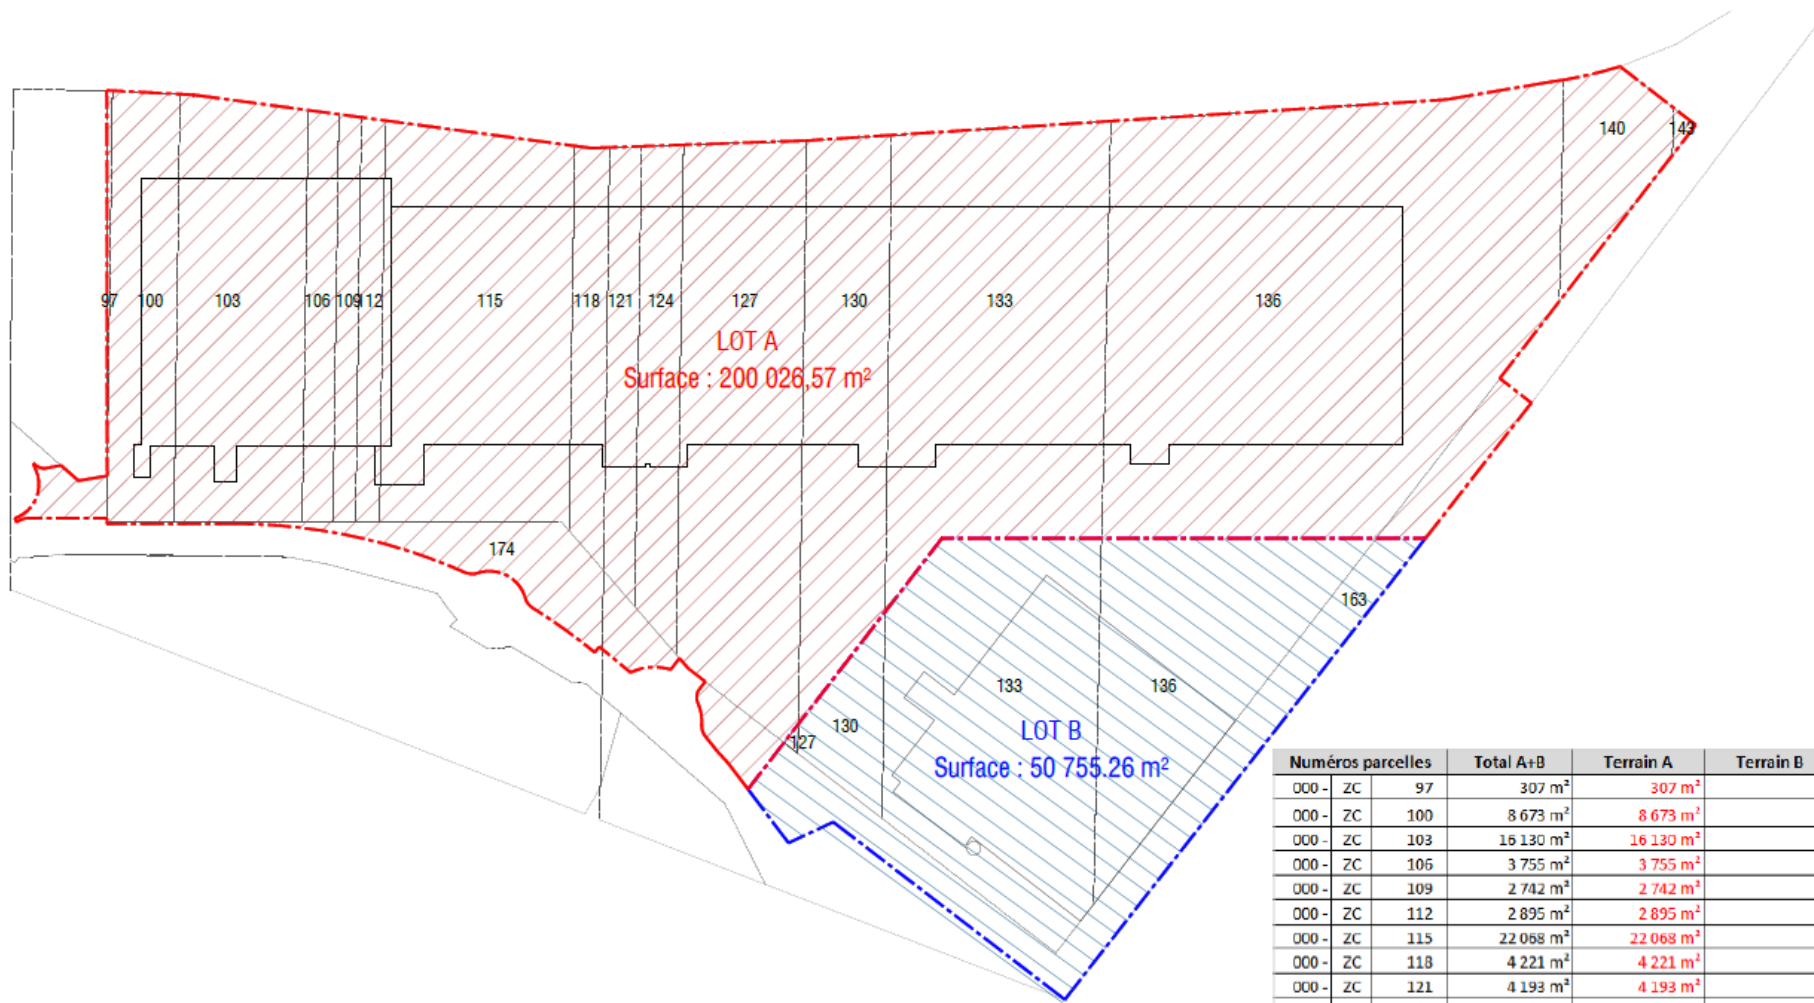 140
143
97
100
103
106
109
112
115
118
121
124
127
130
133
136
LOT A
Surface : 200 026,57 m²
174
163
133
136
130
127
LOT B
Surface : 50 755.26 m²
Numéros parcelles Total A+B Terrain A Terrain B
000 - ZC 97 307 m² 307 m²
000 - ZC 100 8 673 m² 8 673 m²
000 - ZC 103 16 130 m² 16 130 m²
000 - ZC 106 3 755 m² 3 755 m²
000 - ZC 109 2 742 m² 2 742 m²
000 - ZC 112 2 895 m² 2 895 m²
000 - ZC 115 22 068 m² 22 068 m²
000 - ZC 118 4 221 m² 4 221 m²
000 - ZC 121 4 193 m² 4 193 m²